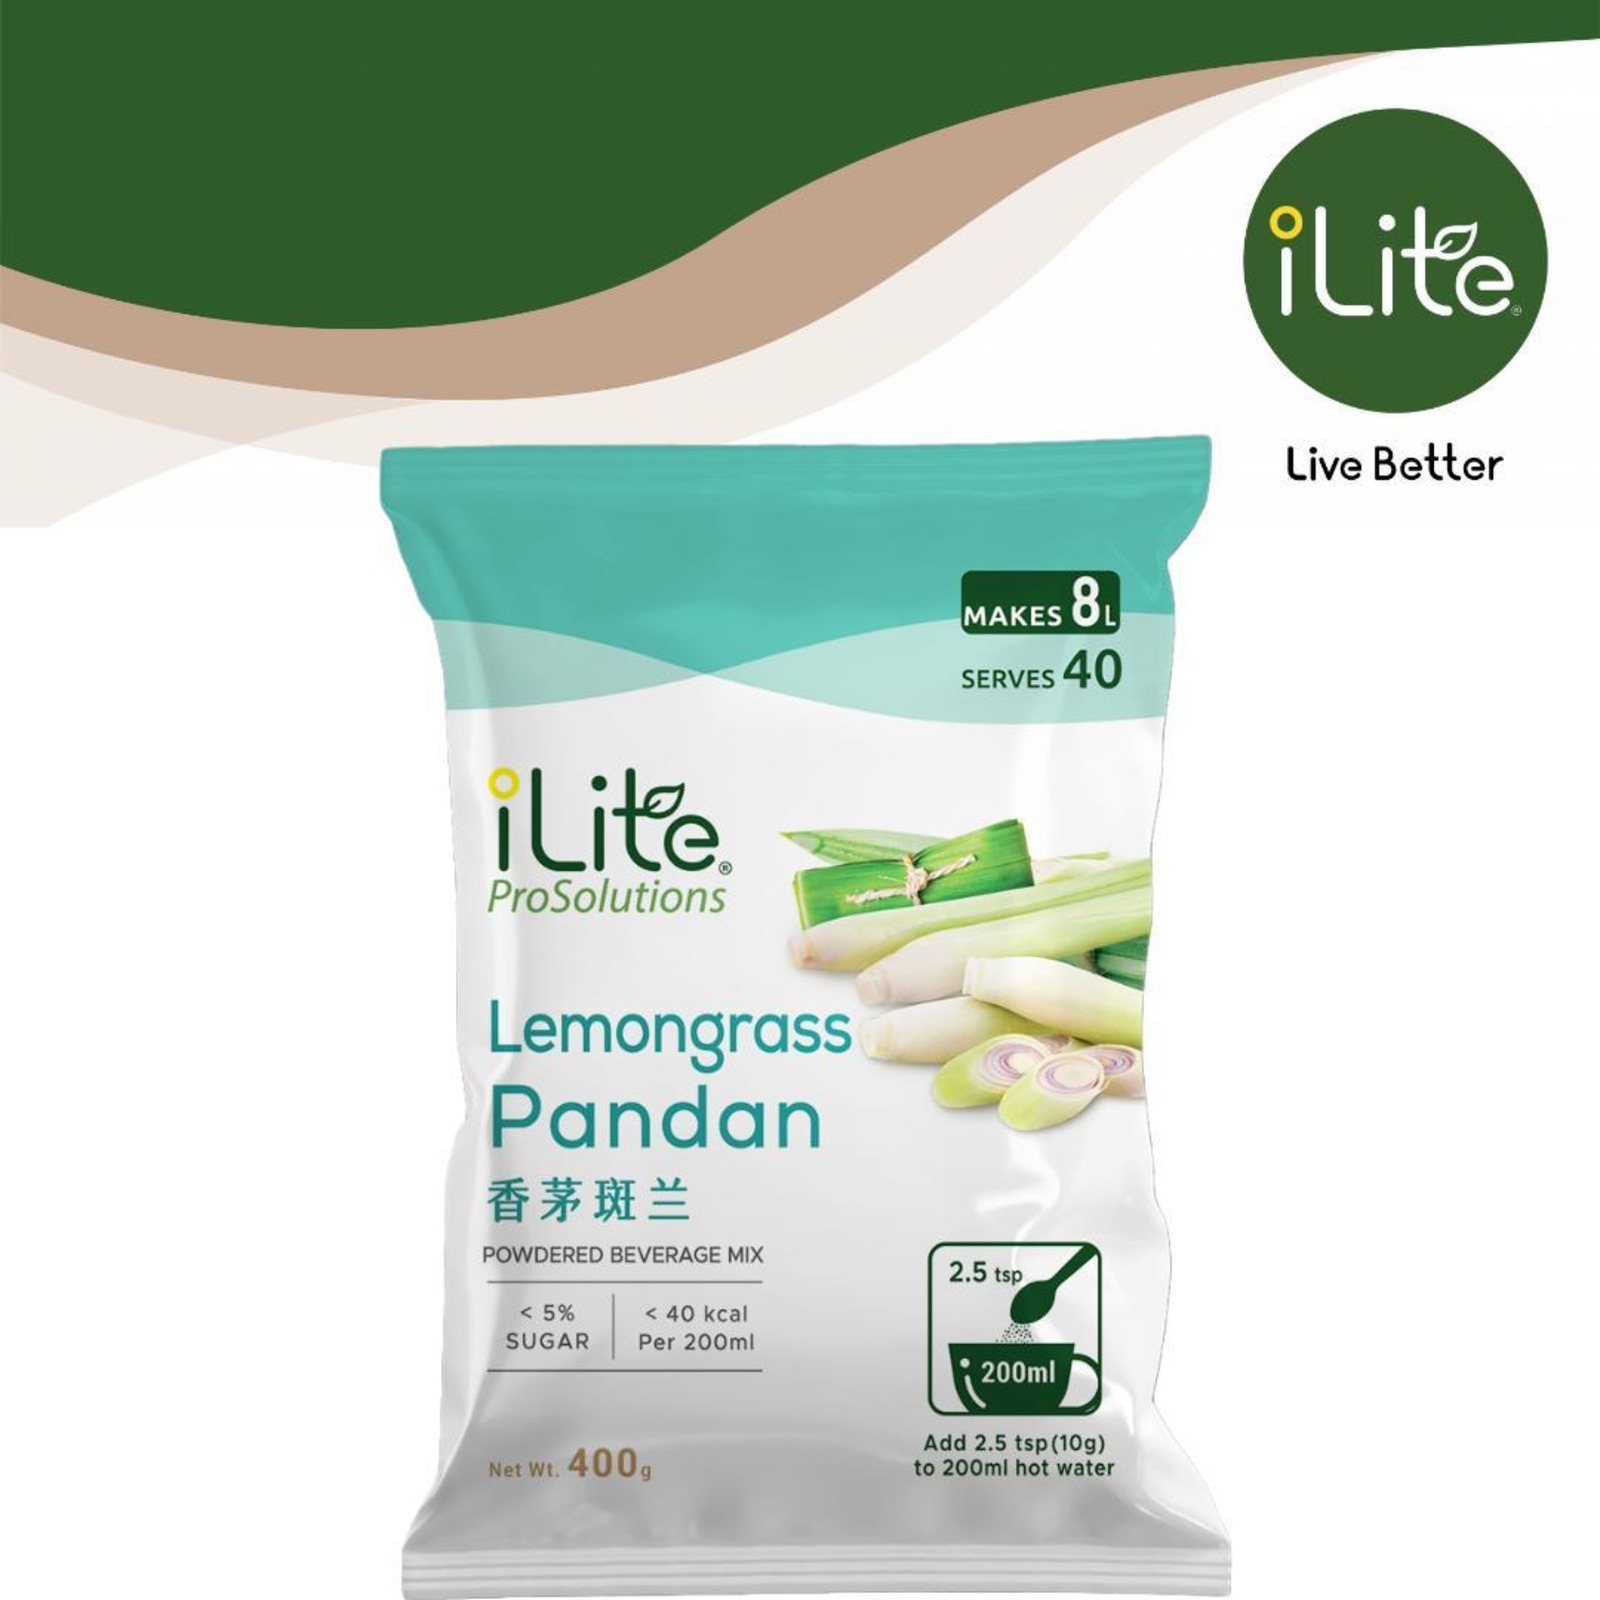 iLite®
Live Better
MAKES 8L
SERVES 40
iLite®
ProSolutions
Lemongrass
Pandan
香茅斑兰
POWDERED BEVERAGE MIX
< 5%
SUGAR
< 40 kcal
Per 200ml
2.5 tsp
200ml
Add 2.5 tsp(10g)
to 200ml hot water
Net Wt. 400g